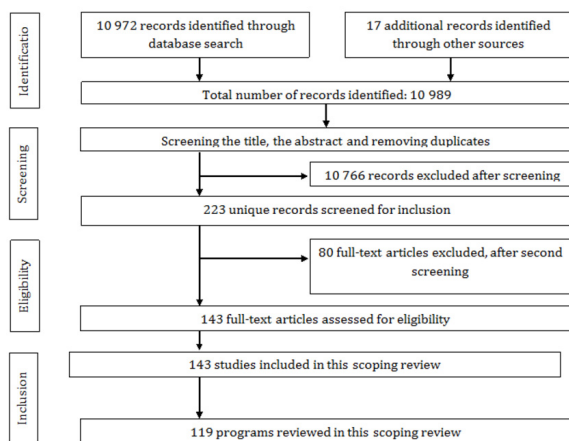 Identificatio
10 972 records identified through
database search
17 additional records identified
through other sources
Total number of records identified: 10 989
Screening
Screening the title, the abstract and removing duplicates
10 766 records excluded after screening
223 unique records screened for inclusion
Eligibility
80 full-text articles excluded, after second
screening
143 full-text articles assessed for eligibility
Inclusion
143 studies included in this scoping review
119 programs reviewed in this scoping review